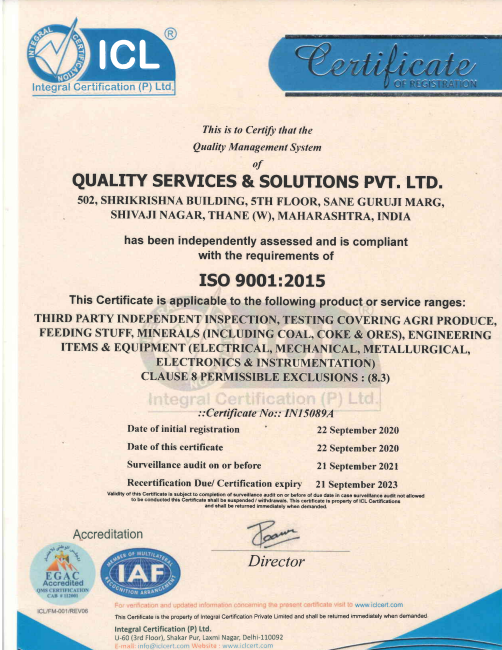 INTEGRAL CERTIFICATION
ICL ®
Integral Certification (P) Ltd.
Certificate
OF REGISTRATION
This is to Certify that the
Quality Management System
of
QUALITY SERVICES & SOLUTIONS PVT. LTD.
502, SHRIKRISHNA BUILDING, 5TH FLOOR, SANE GURUJI MARG,
SHIVAJI NAGAR, THANE (W), MAHARASHTRA, INDIA
has been independently assessed and is compliant
with the requirements of
ISO 9001:2015
This Certificate is applicable to the following product or service ranges:
THIRD PARTY INDEPENDENT INSPECTION, TESTING COVERING AGRI PRODUCE,
FEEDING STUFF, MINERALS (INCLUDING COAL, COKE & ORES), ENGINEERING
ITEMS & EQUIPMENT (ELECTRICAL, MECHANICAL, METALLURGICAL,
ELECTRONICS & INSTRUMENTATION)
CLAUSE 8 PERMISSIBLE EXCLUSIONS : (8.3)
Integral Certification (P) Ltd.
::Certificate No:: IN15089A
Date of initial registration 22 September 2020
Date of this certificate 22 September 2020
Surveillance audit on or before 21 September 2021
Recertification Due/ Certification expiry 21 September 2023
Validity of this Certificate is subject to completion of surveillance audit on or before of due date in case surveillance audit not allowed
to be conducted this Certificate shall be suspended / withdrawals. This certificate is property of ICL Certifications
and shall be returned immediately when demanded
Accreditation
Director
EGAC
Accredited
QMS CERTIFICATION
MEMBER OF MULTILATERAL
IAF
RECOGNITION ARRANGEMENT
ICL/FM-001/REV06
For verification and updated information concerning the present certificate visit to www.iclcert.com
This Certificate is the property of Integral Certification Private Limited and shall be returned immediately when demanded
Integral Certification (P) Ltd.
U-60 (3rd Floor), Shakar Pur, Laxmi Nagar, Delhi-110092
E-mail: info@iclcert.com Website : www.iclcert.com